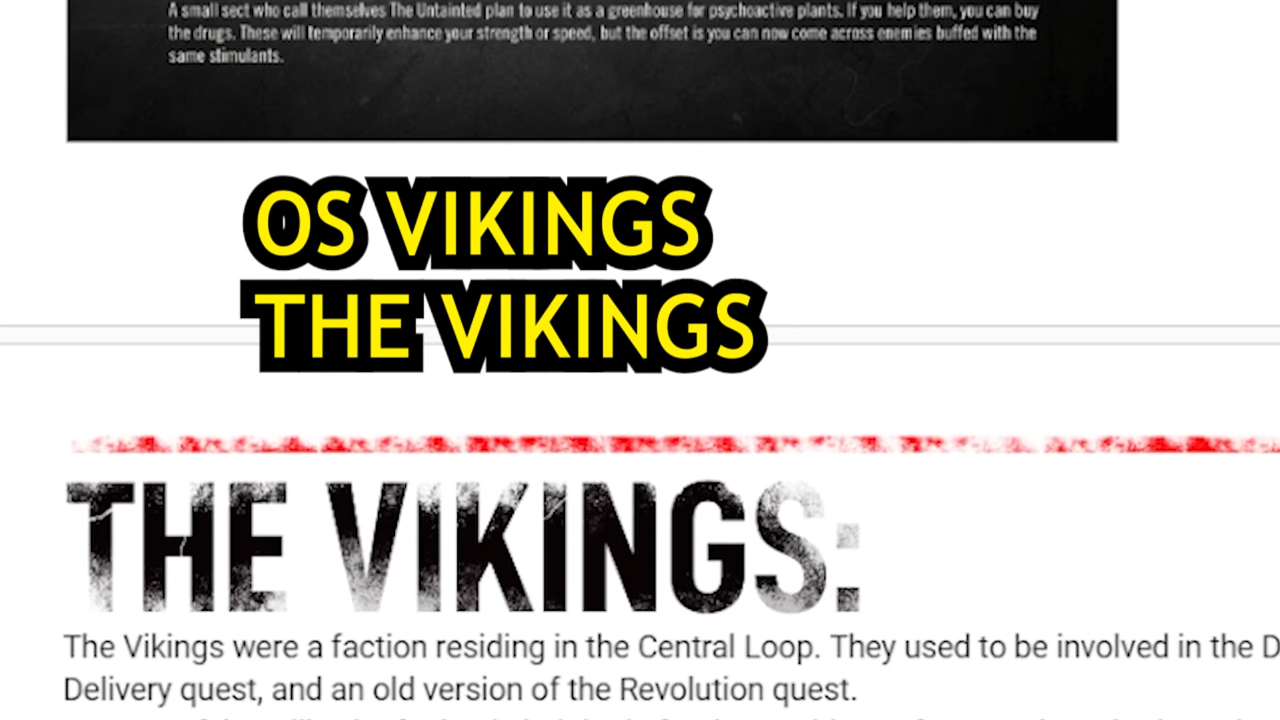 A small sect who call themselves The Untainted plan to use it as a greenhouse for psychoactive plants. If you help them, you can buy
the drugs. These will temporarily enhance your strength or speed, but the offset is you can now come across enemies buffed with the
same stimulants.
OS VIKINGS
THE VIKINGS
THE VIKINGS:
The Vikings were a faction residing in the Central Loop. They used to be involved in the D
Delivery quest, and an old version of the Revolution quest.